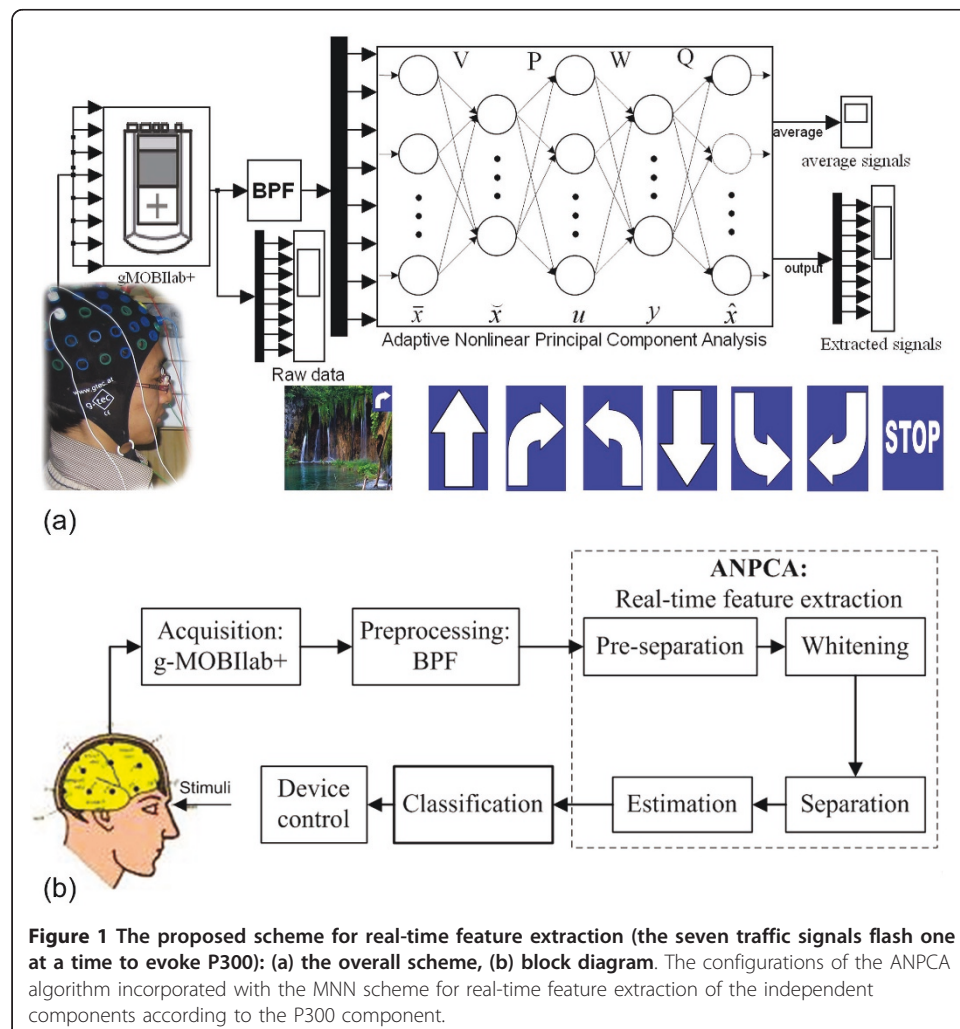 V P W Q
BPF
gMOBIlab+
average
average signals
output
Extracted signals
x̄ x̆ u y x̂
Adaptive Nonlinear Principal Component Analysis
Raw data
www.gtec.at
g.tec
STOP
(a)
ANPCA:
Real-time feature extraction
Acquisition:
g-MOBIlab+
Preprocessing:
BPF
Pre-separation
Whitening
Stimuli
Device
control
Classification
Estimation
Separation
(b)
Figure 1 The proposed scheme for real-time feature extraction (the seven traffic signals flash one
at a time to evoke P300): (a) the overall scheme, (b) block diagram. The configurations of the ANPCA
algorithm incorporated with the MNN scheme for real-time feature extraction of the independent
components according to the P300 component.